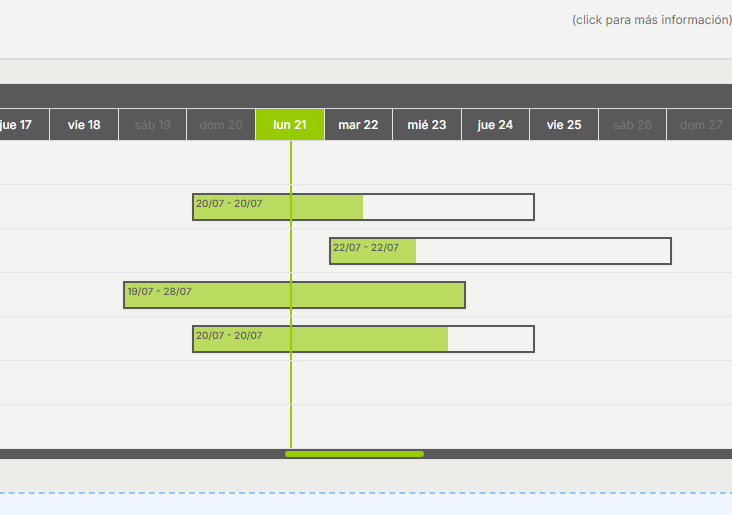 (click para más información)
jue 17 vie 18 sáb 19 dom 20 lun 21 mar 22 mié 23 jue 24 vie 25 sáb 26 dom 27
20/07 - 20/07
22/07 - 22/07
19/07 - 28/07
20/07 - 20/07